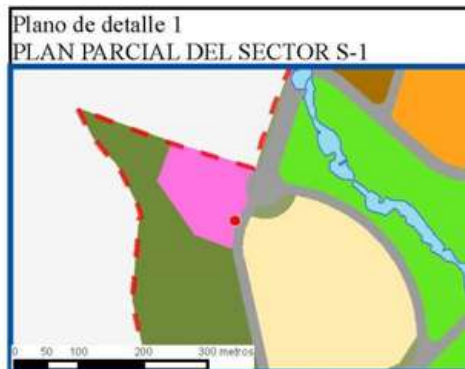 Plano de detalle 1
PLAN PARCIAL DEL SECTOR S-1
0 50 100 200 300 metros